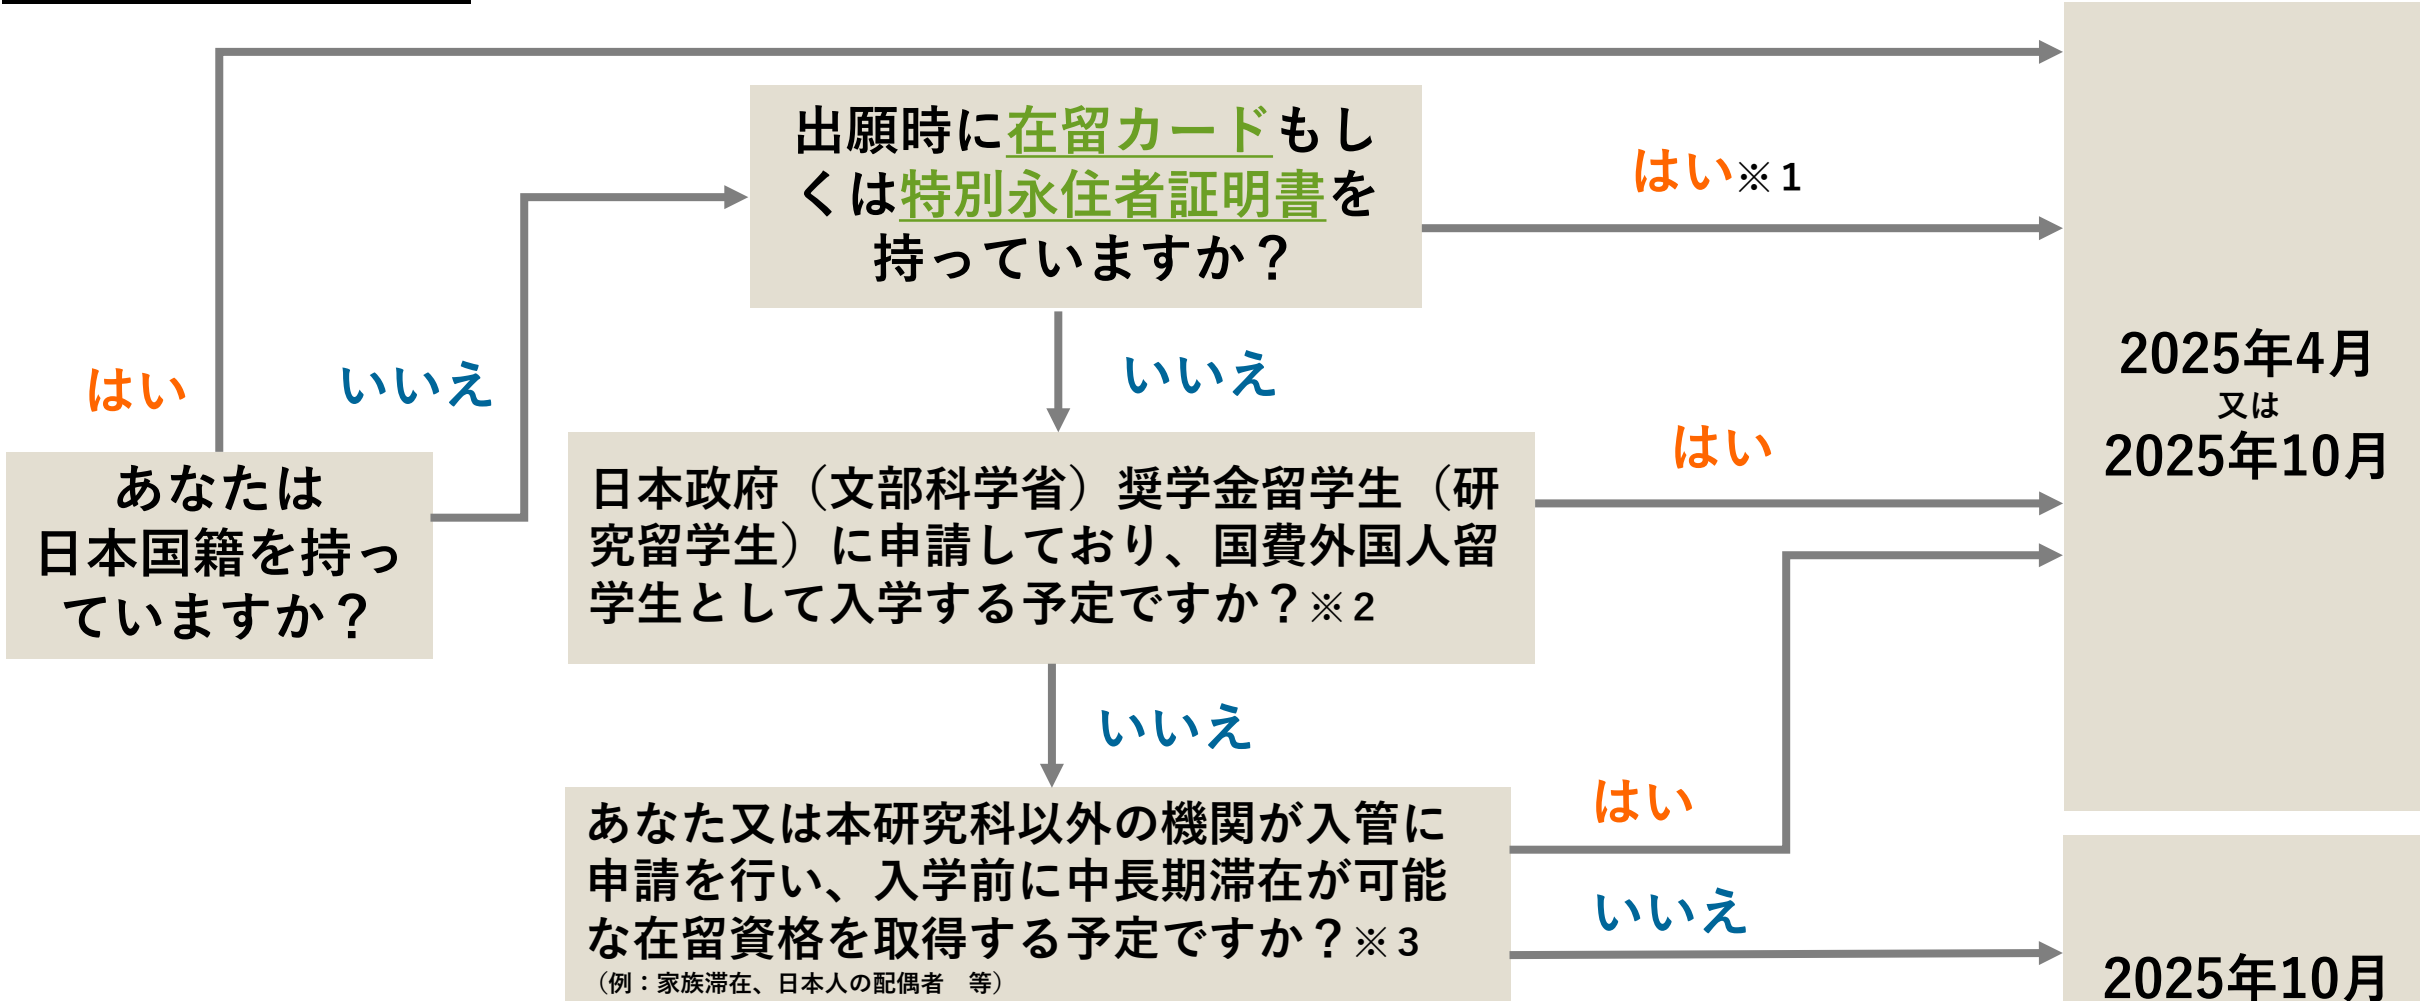 出願時に在留カードもし
くは特別永住者証明書を
持っていますか？
はい※１
はい
いいえ
いいえ
2025年4月
又は
2025年10月
あなたは
日本国籍を持っ
ていますか？
日本政府（文部科学省）奨学金留学生（研
究留学生）に申請しており、国費外国人留
学生として入学する予定ですか？※２
はい
いいえ
あなた又は本研究科以外の機関が入管に
申請を行い、入学前に中長期滞在が可能
な在留資格を取得する予定ですか？※３
（例：家族滞在、日本人の配偶者　等）
はい
いいえ
2025年10月